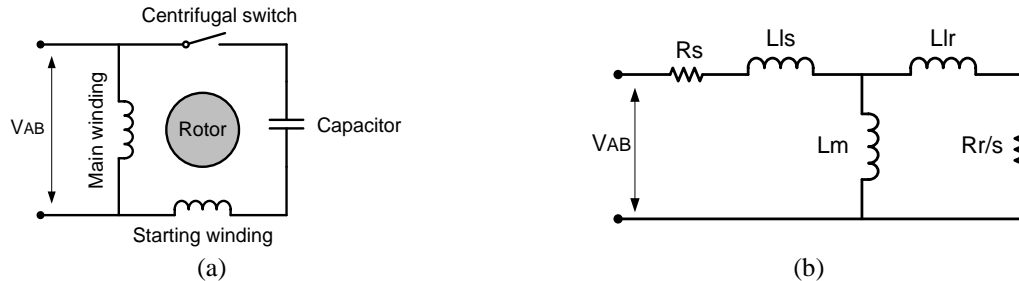 Centrifugal switch
VAB
Main winding
Rotor
Capacitor
Starting winding
(a)
Rs
Lls
Llr
VAB
Lm
Rr/s
(b)